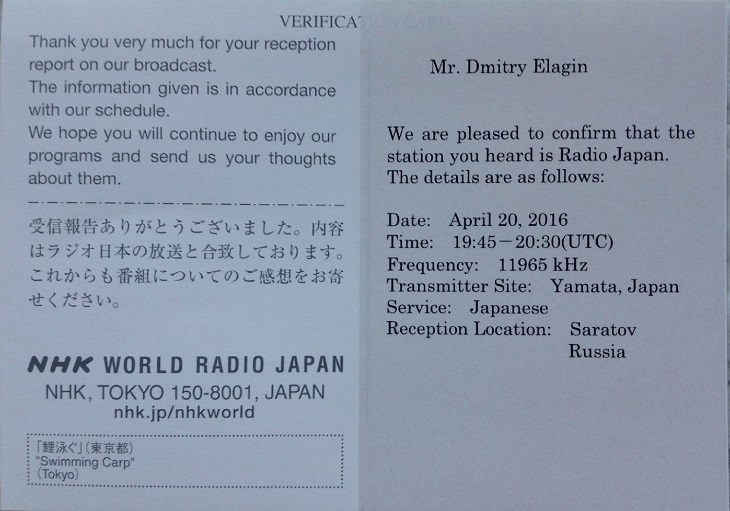 VERIFICATION CARD
Thank you very much for your reception
report on our broadcast.
The information given is in accordance
with our schedule.
We hope you will continue to enjoy our
programs and send us your thoughts
about them.
受信報告ありがとうございました。内容
はラジオ日本の放送と合致しております。
これからも番組についてのご感想をお寄
せください。
NHK WORLD RADIO JAPAN
NHK, TOKYO 150-8001, JAPAN
nhk.jp/nhkworld
「鯉泳ぐ」(東京都)
"Swimming Carp"
(Tokyo)
Mr. Dmitry Elagin
We are pleased to confirm that the
station you heard is Radio Japan.
The details are as follows:
Date: April 20, 2016
Time: 19:45－20:30(UTC)
Frequency: 11965 kHz
Transmitter Site: Yamata, Japan
Service: Japanese
Reception Location: Saratov
Russia